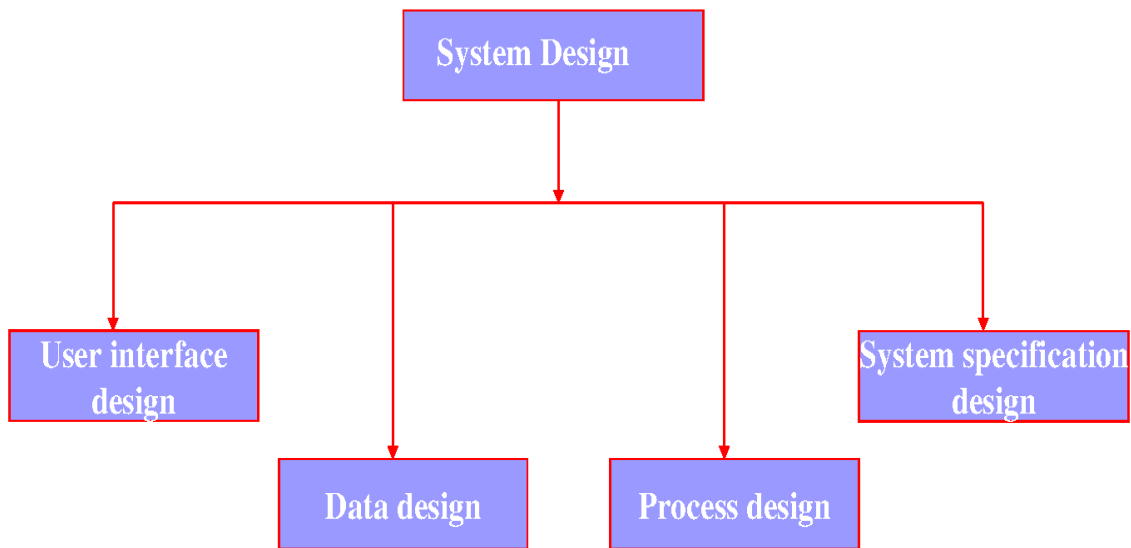 System Design
User interface
design
System specification
design
Data design
Process design